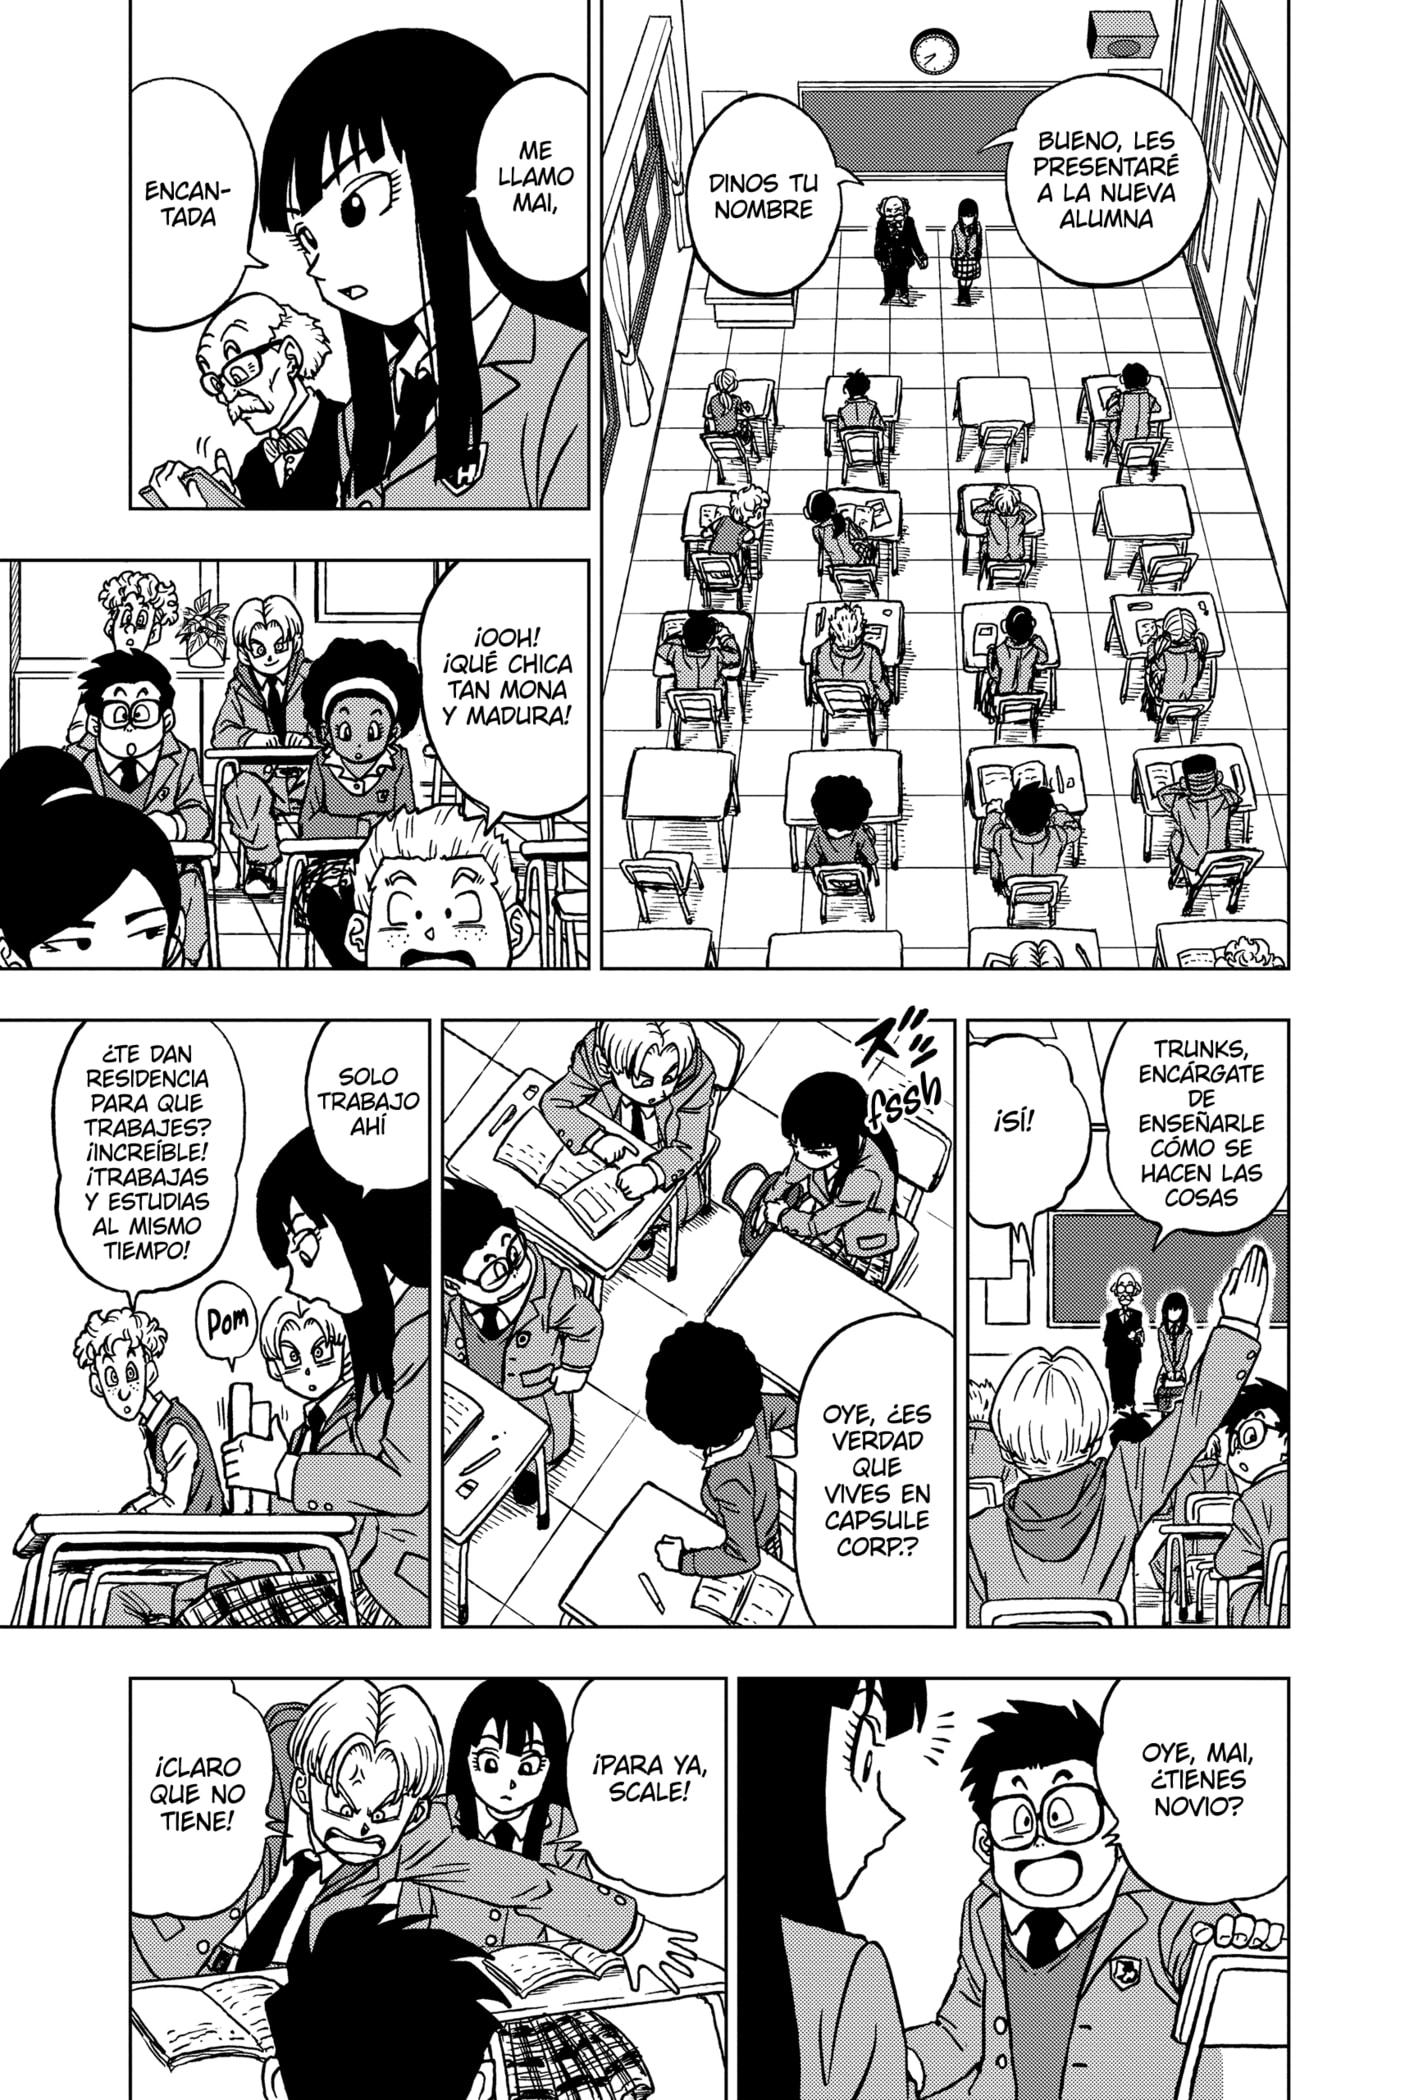 BUENO, LES
PRESENTARÉ
A LA NUEVA
ALUMNA
DINOS TU
NOMBRE
ME
LLAMO
MAI,
ENCAN-
TADA
H
¡OOH!
¡QUÉ CHICA
TAN MONA
Y MADURA!
TRUNKS,
ENCÁRGATE
DE
ENSEÑARLE
CÓMO SE
HACEN LAS
COSAS
¡SÍ!
ズズッ
fssh
OYE, ¿ES
VERDAD
QUE
VIVES EN
CAPSULE
CORP.?
SOLO
TRABAJO
AHÍ
¿TE DAN
RESIDENCIA
PARA QUE
TRABAJES?
¡INCREÍBLE!
¡TRABAJAS
Y ESTUDIAS
AL MISMO
TIEMPO!
Pom
OYE, MAI,
¿TIENES
NOVIO?
¡PARA YA,
SCALE!
¡CLARO
QUE NO
TIENE!